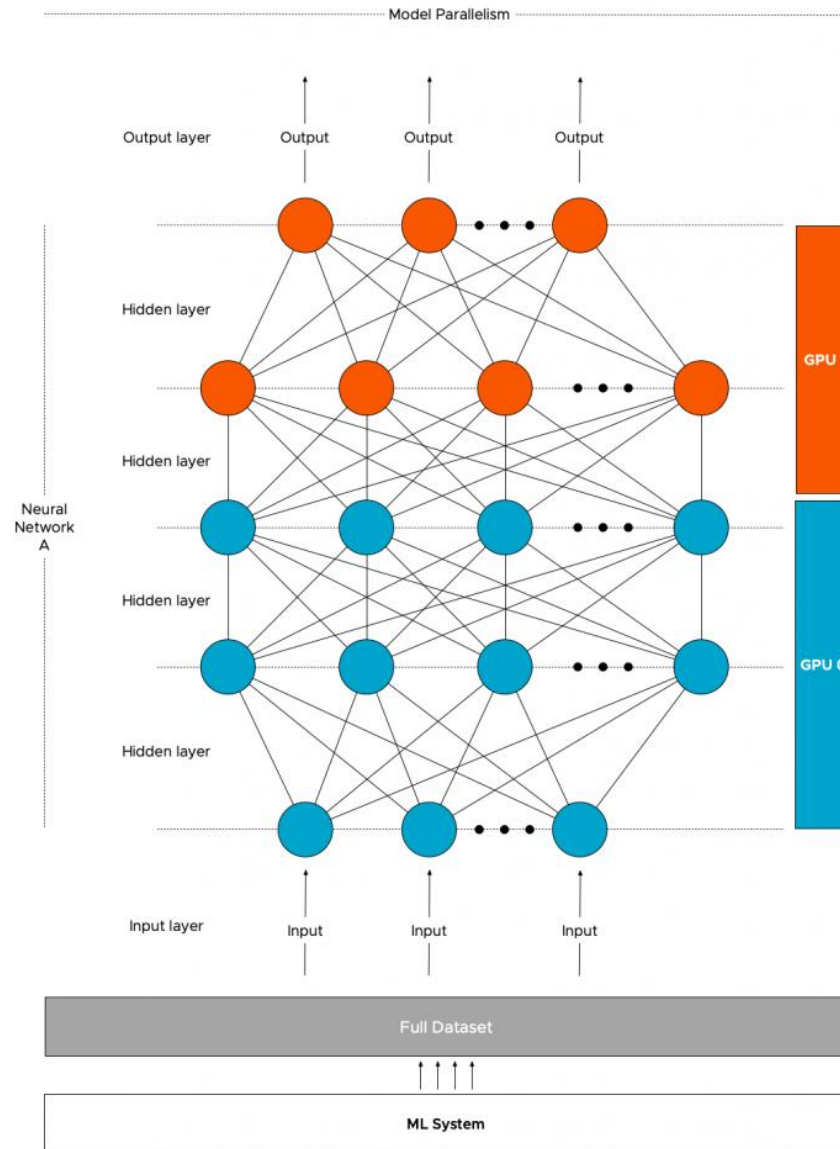 Model Parallelism
Output layer
Output
Output
Output
Hidden layer
GPU
Hidden layer
Neural
Network
A
Hidden layer
GPU
Hidden layer
Input layer
Input
Input
Input
Full Dataset
ML System